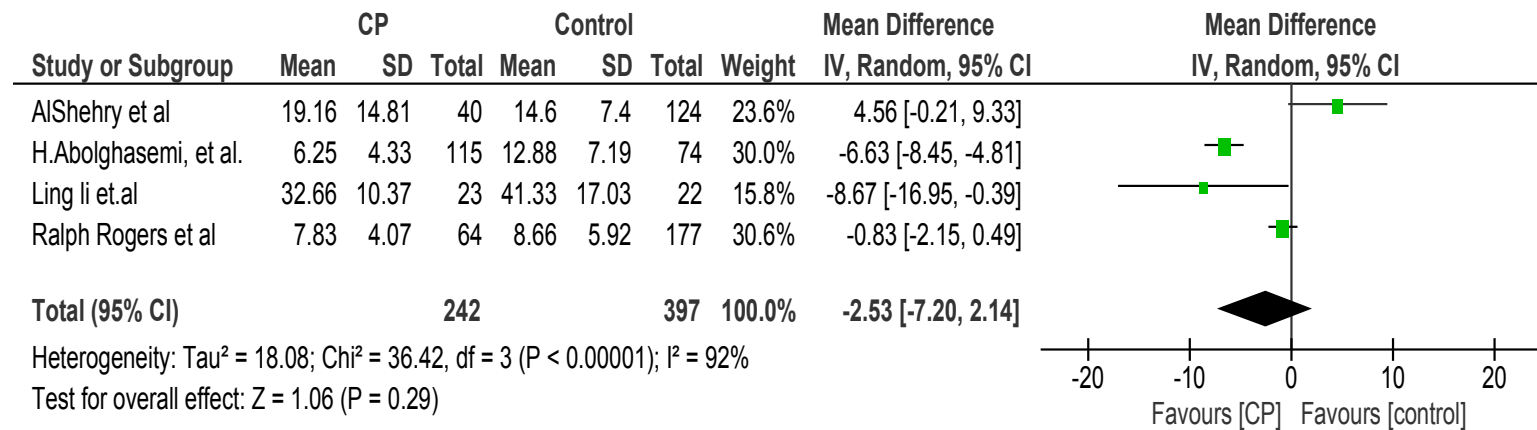 CP Control Mean Difference Mean Difference
Study or Subgroup Mean SD Total Mean SD Total Weight IV, Random, 95% CI IV, Random, 95% CI
AlShehry et al 19.16 14.81 40 14.6 7.4 124 23.6% 4.56 [-0.21, 9.33]
H.Abolghasemi, et al. 6.25 4.33 115 12.88 7.19 74 30.0% -6.63 [-8.45, -4.81]
Ling li et.al 32.66 10.37 23 41.33 17.03 22 15.8% -8.67 [-16.95, -0.39]
Ralph Rogers et al 7.83 4.07 64 8.66 5.92 177 30.6% -0.83 [-2.15, 0.49]
Total (95% CI) 242 397 100.0% -2.53 [-7.20, 2.14]
Heterogeneity: Tau² = 18.08; Chi² = 36.42, df = 3 (P < 0.00001); I² = 92%
Test for overall effect: Z = 1.06 (P = 0.29)
-20 -10 0 10 20
Favours [CP] Favours [control]